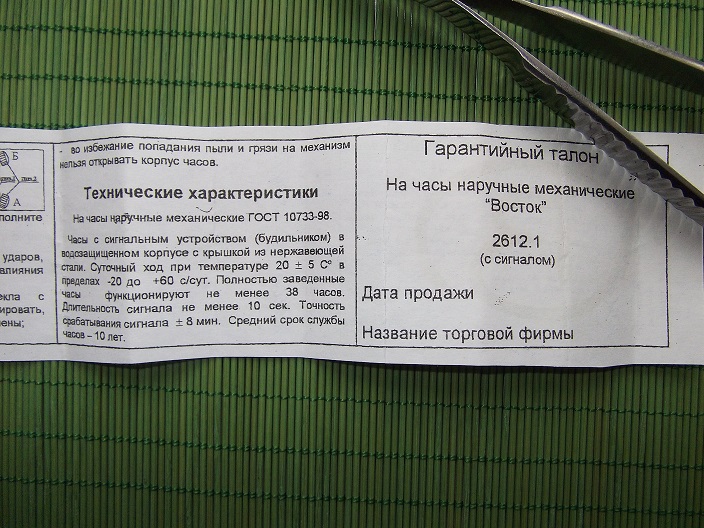 Б
А
полните
ударов,
влияния
екла с
ировать,
ены;
- во избежание попадания пыли и грязи на механизм
нельзя открывать корпус часов.
Технические характеристики
На часы наручные механические ГОСТ 10733-98.
Часы с сигнальным устройством (будильником) в
водозащищенном корпусе с крышкой из нержавеющей
стали. Суточный ход при температуре 20 ± 5 С° в
пределах -20 до +60 с/сут. Полностью заведенные
часы функционируют не менее 38 часов.
Длительность сигнала не менее 10 сек. Точность
срабатывания сигнала ± 8 мин. Средний срок службы
часов – 10 лет.
Гарантийный талон
На часы наручные механические
"Восток"
2612.1
(с сигналом)
Дата продажи
Название торговой фирмы